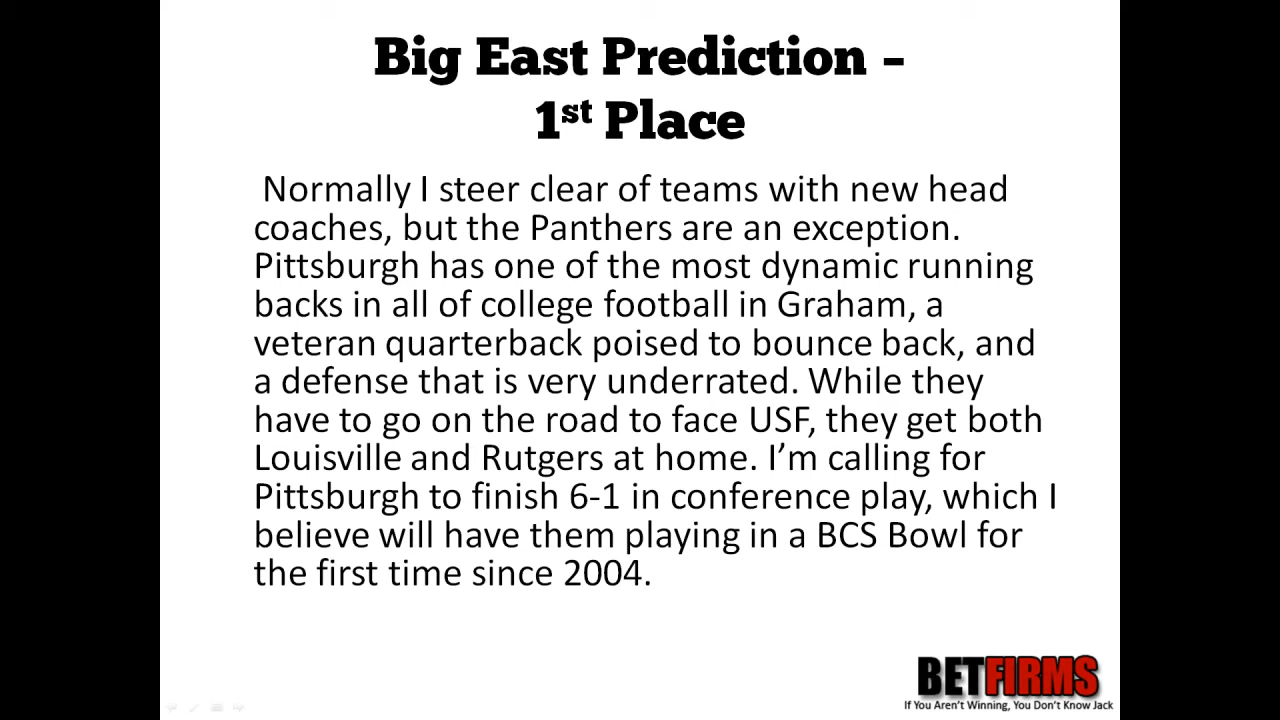 Big East Prediction –
1st Place
Normally I steer clear of teams with new head
coaches, but the Panthers are an exception.
Pittsburgh has one of the most dynamic running
backs in all of college football in Graham, a
veteran quarterback poised to bounce back, and
a defense that is very underrated. While they
have to go on the road to face USF, they get both
Louisville and Rutgers at home. I’m calling for
Pittsburgh to finish 6-1 in conference play, which I
believe will have them playing in a BCS Bowl for
the first time since 2004.
BETFIRMS
If You Aren't Winning, You Don't Know Jack